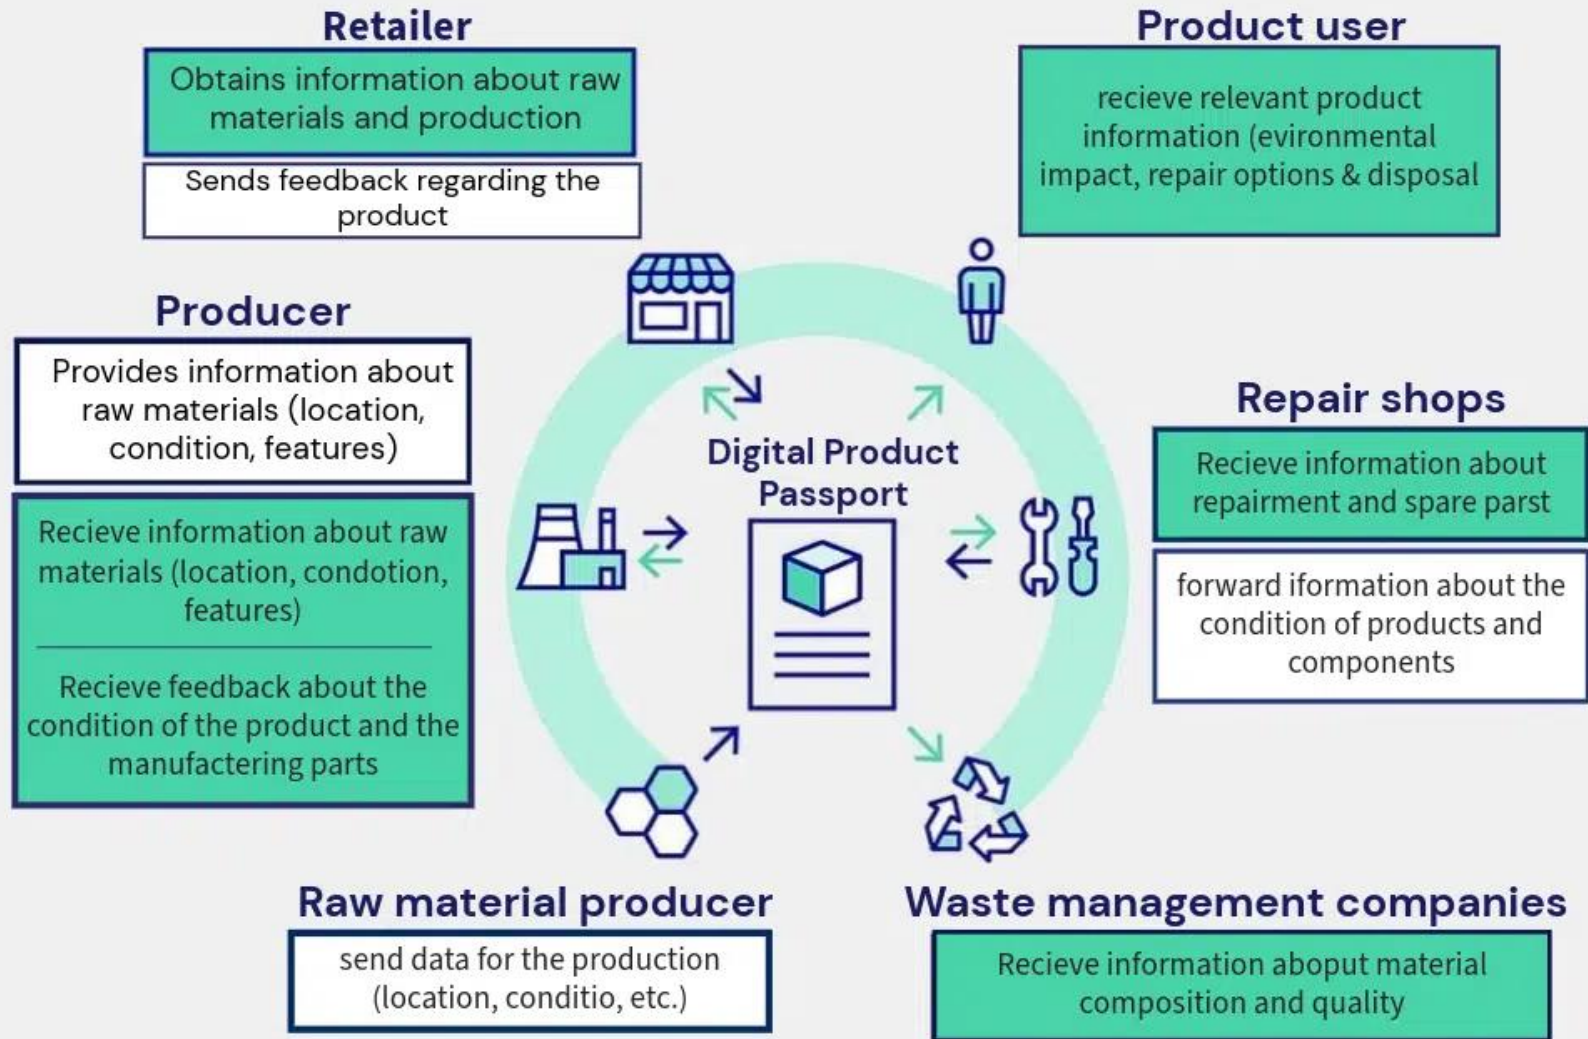 Retailer
Obtains information about raw
materials and production
Sends feedback regarding the
product
Product user
recieve relevant product
information (evironmental
impact, repair options & disposal
Producer
Provides information about
raw materials (location,
condition, features)
Recieve information about raw
materials (location, condotion,
features)
Recieve feedback about the
condition of the product and the
manufactering parts
Digital Product
Passport
Repair shops
Recieve information about
repairment and spare parst
forward iformation about the
condition of products and
components
Raw material producer
send data for the production
(location, conditio, etc.)
Waste management companies
Recieve information aboput material
composition and quality